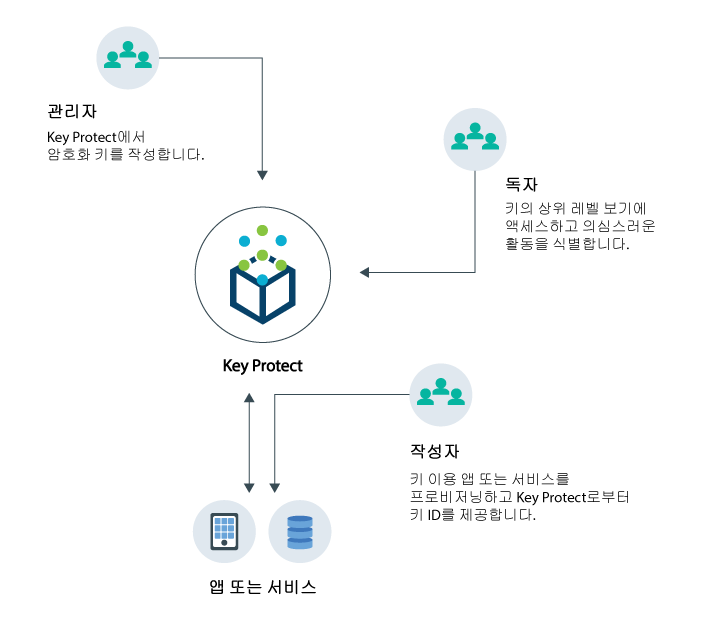 관리자
Key Protect에서
암호화 키를 작성합니다.
독자
키의 상위 레벨 보기에
액세스하고 의심스러운
활동을 식별합니다.
Key Protect
작성자
키 이용 앱 또는 서비스를
프로비저닝하고 Key Protect로부터
키 ID를 제공합니다.
앱 또는 서비스